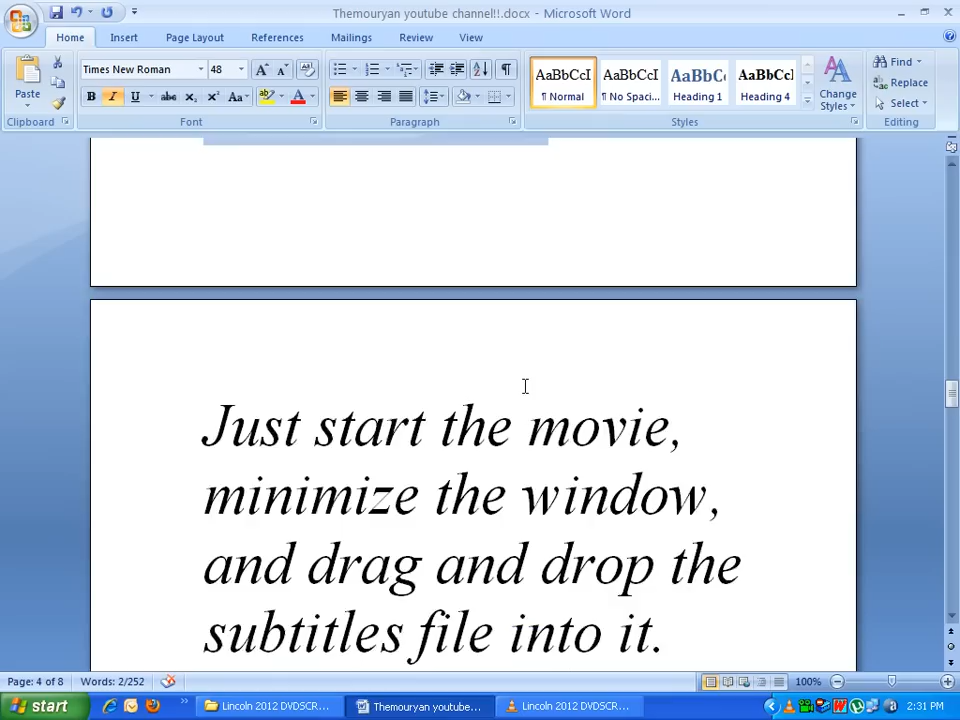 Themouryan youtube channel!!.docx - Microsoft Word
Home Insert Page Layout References Mailings Review View
Paste
Clipboard
Times New Roman 48
Font
Paragraph
AaBbCcI AaBbCcI AaBbC AaBbCcI
¶ Normal ¶ No Spaci... Heading 1 Heading 4
Change Styles
Styles
Find
Replace
Select
Editing
Just start the movie,
minimize the window,
and drag and drop the
subtitles file into it.
Page: 4 of 8 Words: 2/252 100%
start Lincoln 2012 DVDSCR... Themouryan youtube... Lincoln 2012 DVDSCR... 2:31 PM